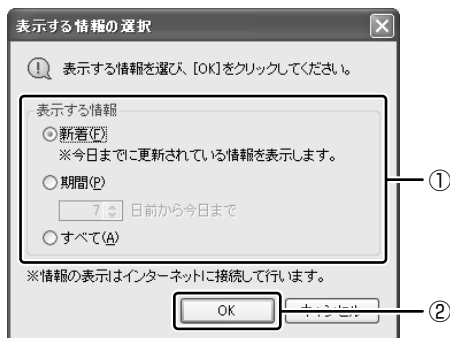 表示する情報の選択
表示する情報を選び、[OK]をクリックしてください。
表示する情報
新着(F)
※今日までに更新されている情報を表示します。
期間(P)
7 日前から今日まで
すべて(A)
①
※情報の表示はインターネットに接続して行います。
OK キャンセル
②